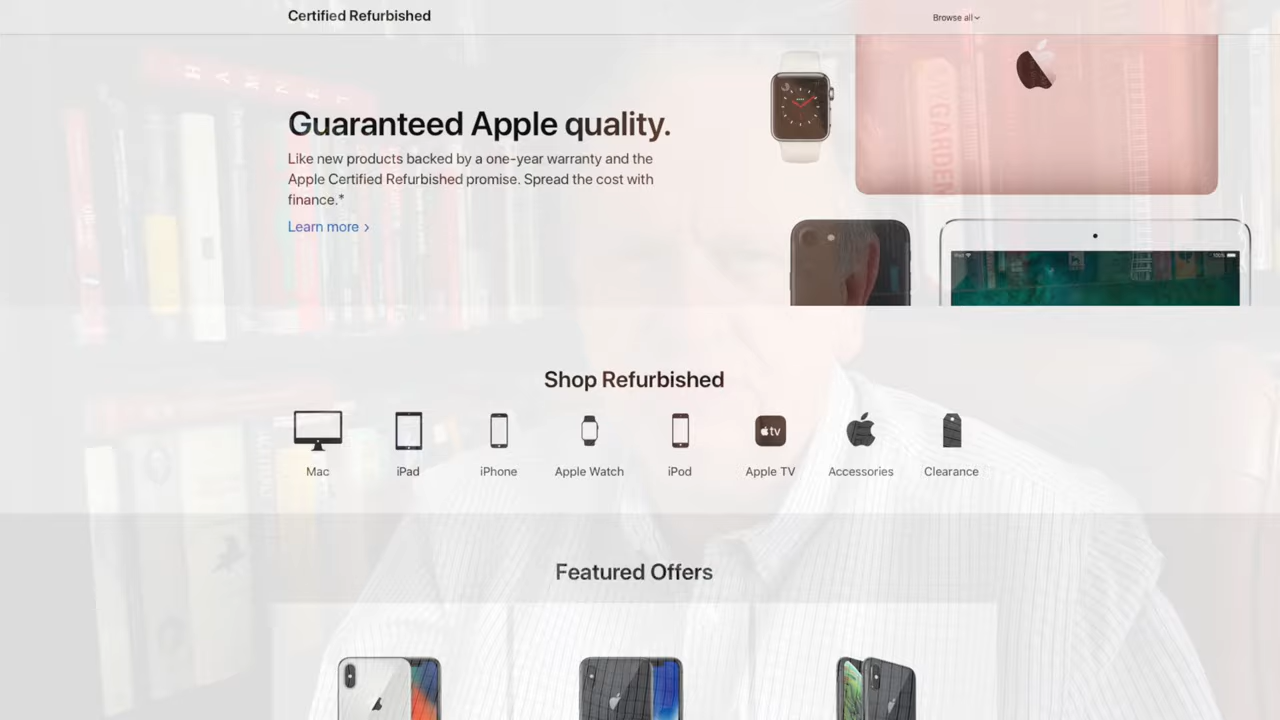 Certified Refurbished
Browse all
Guaranteed Apple quality.
Like new products backed by a one-year warranty and the
Apple Certified Refurbished promise. Spread the cost with
finance.*
Learn more >
Shop Refurbished
tv
Mac
iPad
iPhone
Apple Watch
iPod
Apple TV
Accessories
Clearance
Featured Offers